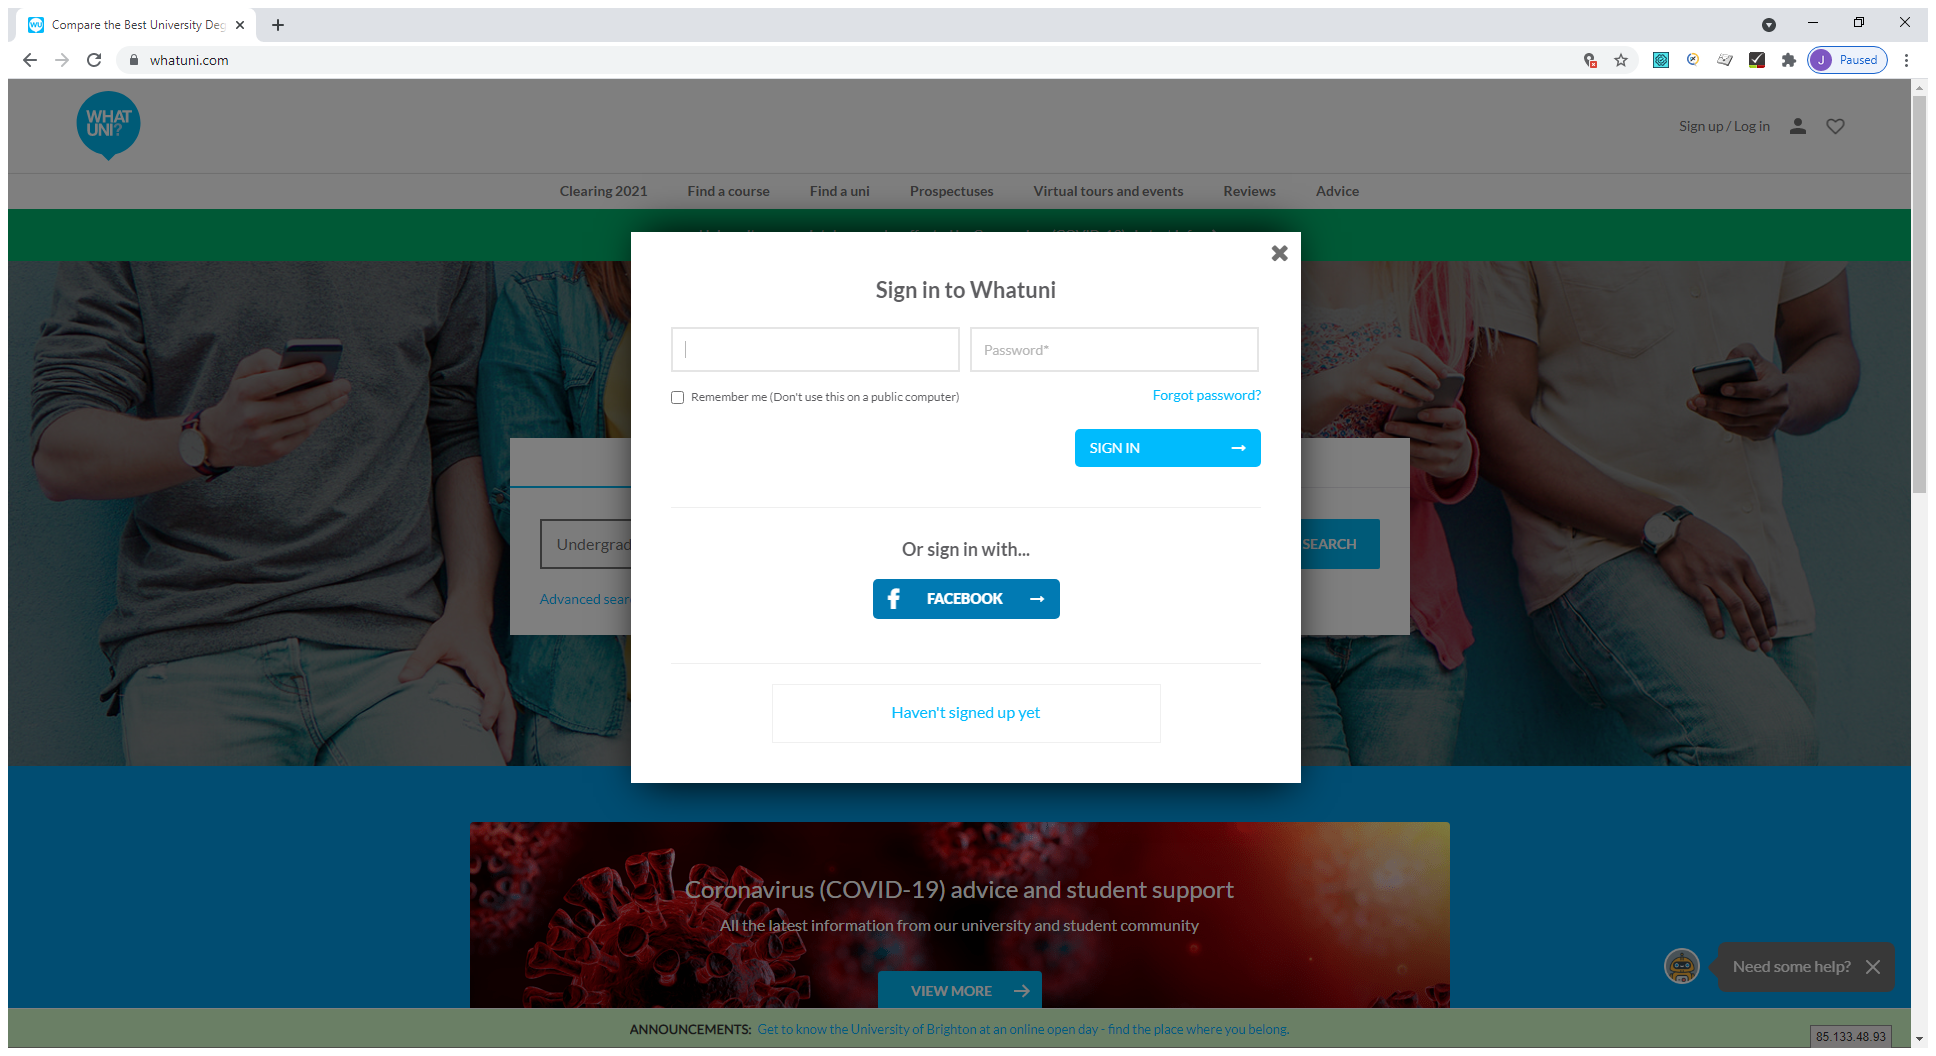 Compare the Best University Deg
whatuni.com
J Paused
WHAT
UNI?
Sign up / Log in
Clearing 2021 Find a course Find a uni Prospectuses Virtual tours and events Reviews Advice
Sign in to Whatuni
Password*
Remember me (Don't use this on a public computer)
Forgot password?
SIGN IN
Undergrad
SEARCH
Or sign in with...
Advanced sear
f FACEBOOK
Haven't signed up yet
Coronavirus (COVID-19) advice and student support
All the latest information from our university and student community
Need some help?
VIEW MORE
ANNOUNCEMENTS: Get to know the University of Brighton at an online open day - find the place where you belong.
85.133.48.93